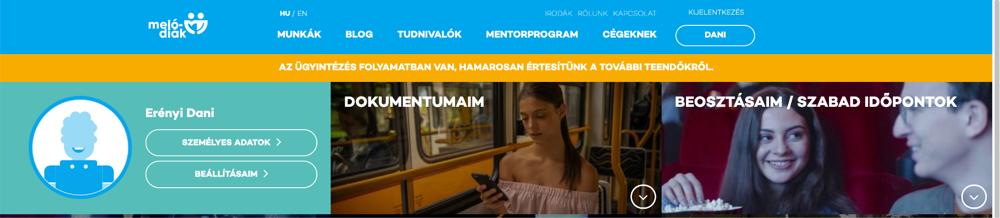 meló-
diák
HU / EN
IRODÁK RÓLUNK KAPCSOLAT
KIJELENTKEZÉS
MUNKÁK BLOG TUDNIVALÓK MENTORPROGRAM CÉGEKNEK
DANI
AZ ÜGYINTÉZÉS FOLYAMATBAN VAN, HAMAROSAN ÉRTESÍTÜNK A TOVÁBBI TEENDŐKRŐL.
Erényi Dani
SZEMÉLYES ADATOK
BEÁLLÍTÁSAIM
DOKUMENTUMAIM
BEOSZTÁSAIM / SZABAD IDŐPONTOK